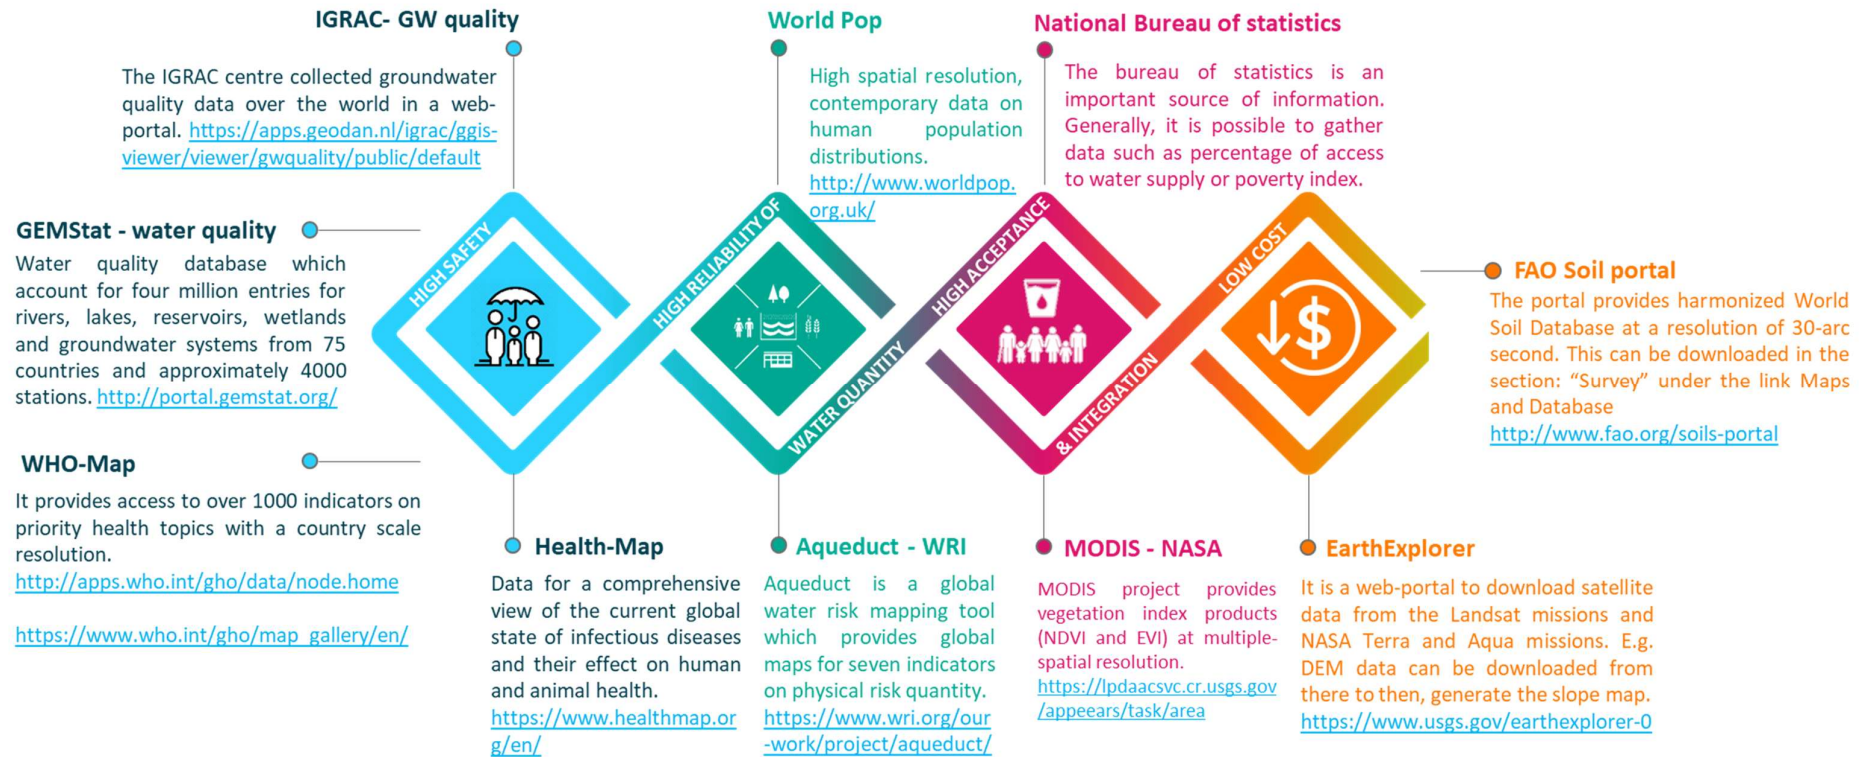 IGRAC- GW quality
The IGRAC centre collected groundwater
quality data over the world in a web-
portal. https://apps.geodan.nl/igrac/ggis-
viewer/viewer/gwquality/public/default
World Pop
High spatial resolution,
contemporary data on
human population
distributions.
http://www.worldpop.
org.uk/
National Bureau of statistics
The bureau of statistics is an
important source of information.
Generally, it is possible to gather
data such as percentage of access
to water supply or poverty index.
GEMStat - water quality
Water quality database which
account for four million entries for
rivers, lakes, reservoirs, wetlands
and groundwater systems from 75
countries and approximately 4000
stations. http://portal.gemstat.org/
HIGH SAFETY
HIGH RELIABILITY OF
WATER QUANTITY
HIGH ACCEPTANCE
& INTEGRATION
LOW COST
$
FAO Soil portal
The portal provides harmonized World
Soil Database at a resolution of 30-arc
second. This can be downloaded in the
section: “Survey” under the link Maps
and Database
http://www.fao.org/soils-portal
WHO-Map
It provides access to over 1000 indicators on
priority health topics with a country scale
resolution.
http://apps.who.int/gho/data/node.home
https://www.who.int/gho/map_gallery/en/
Health-Map
Data for a comprehensive
view of the current global
state of infectious diseases
and their effect on human
and animal health.
https://www.healthmap.or
g/en/
Aqueduct - WRI
Aqueduct is a global
water risk mapping tool
which provides global
maps for seven indicators
on physical risk quantity.
https://www.wri.org/our
-work/project/aqueduct/
MODIS - NASA
MODIS project provides
vegetation index products
(NDVI and EVI) at multiple-
spatial resolution.
https://lpdaacsvc.cr.usgs.gov
/appeears/task/area
EarthExplorer
It is a web-portal to download satellite
data from the Landsat missions and
NASA Terra and Aqua missions. E.g.
DEM data can be downloaded from
there to then, generate the slope map.
https://www.usgs.gov/earthexplorer-0